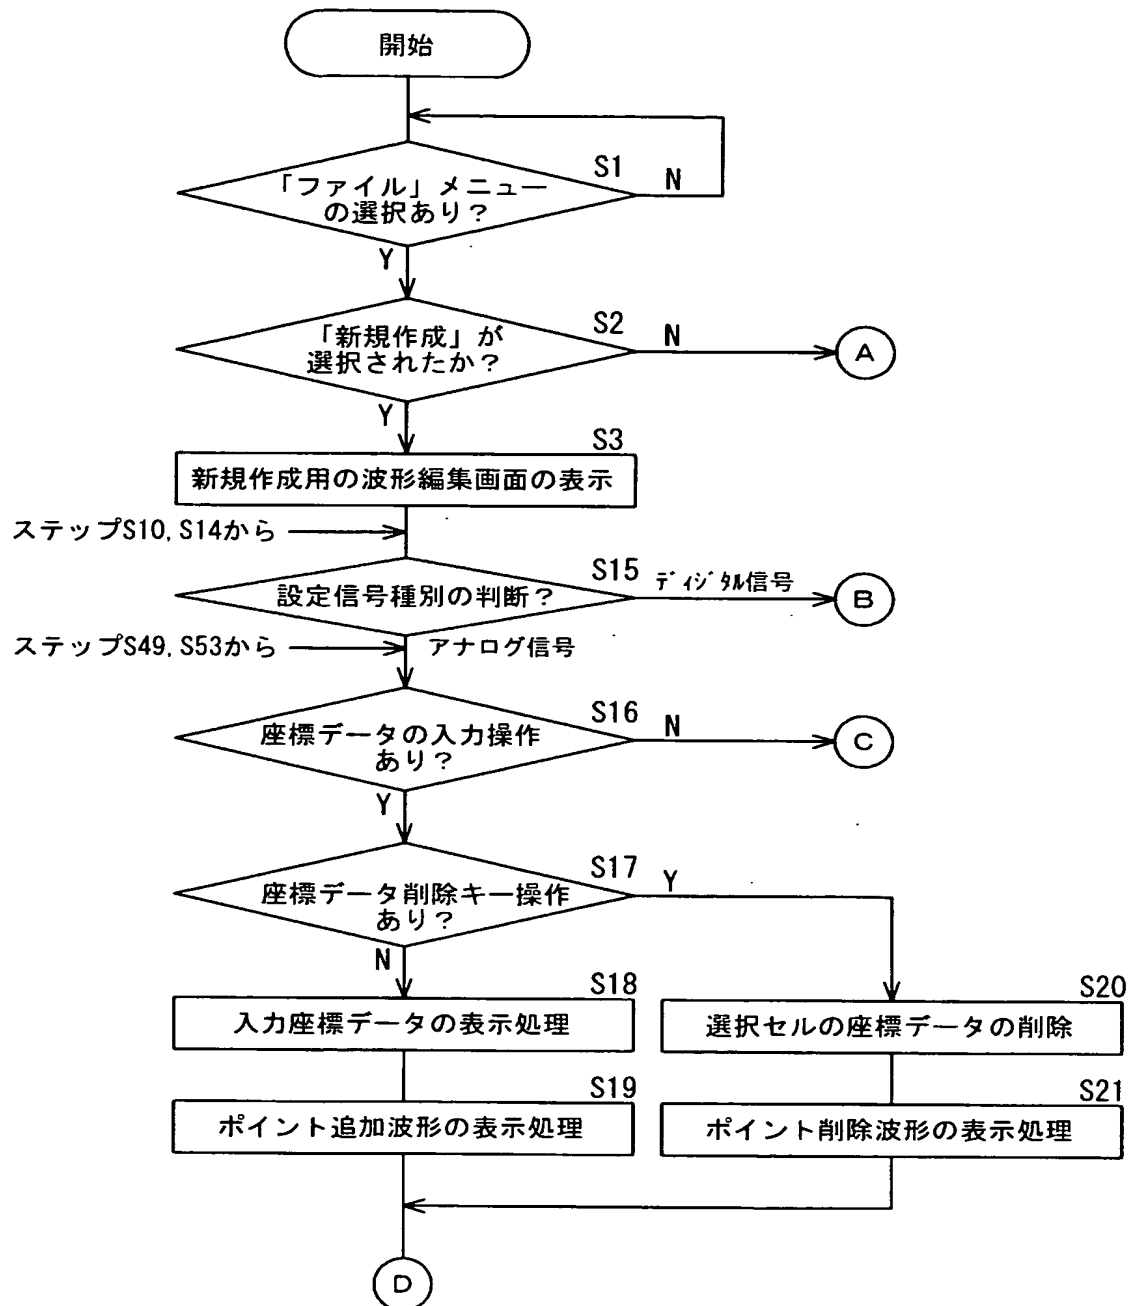 開始
S1
N
「ファイル」メニュー
の選択あり？
Y
S2
N
「新規作成」が
選択されたか？
A
Y
S3
新規作成用の波形編集画面の表示
ステップS10,S14から
S15
ディジタル信号
設定信号種別の判断？
B
ステップS49,S53から
アナログ信号
S16
N
座標データの入力操作
あり？
C
Y
S17
Y
座標データ削除キー操作
あり？
N
S18
S20
入力座標データの表示処理
選択セルの座標データの削除
S19
S21
ポイント追加波形の表示処理
ポイント削除波形の表示処理
D